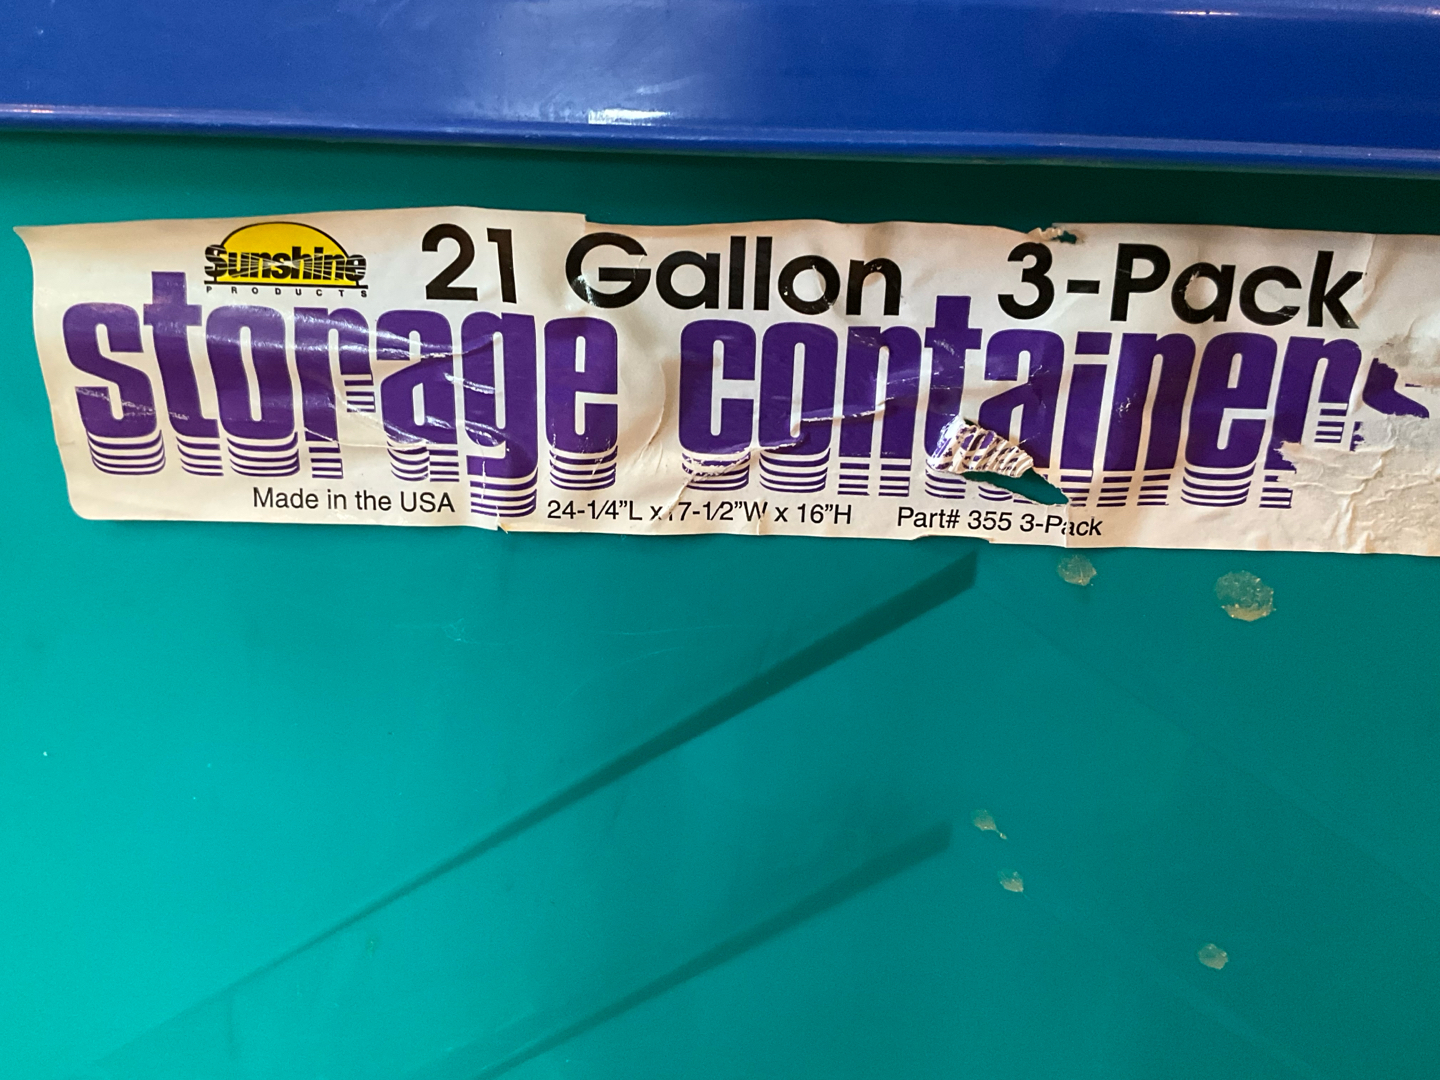 Sunshine
PRODUCTS
21 Gallon 3-Pack
storage containers
Made in the USA
24-1/4"L x 17-1/2"W x 16"H
Part# 355 3-Pack